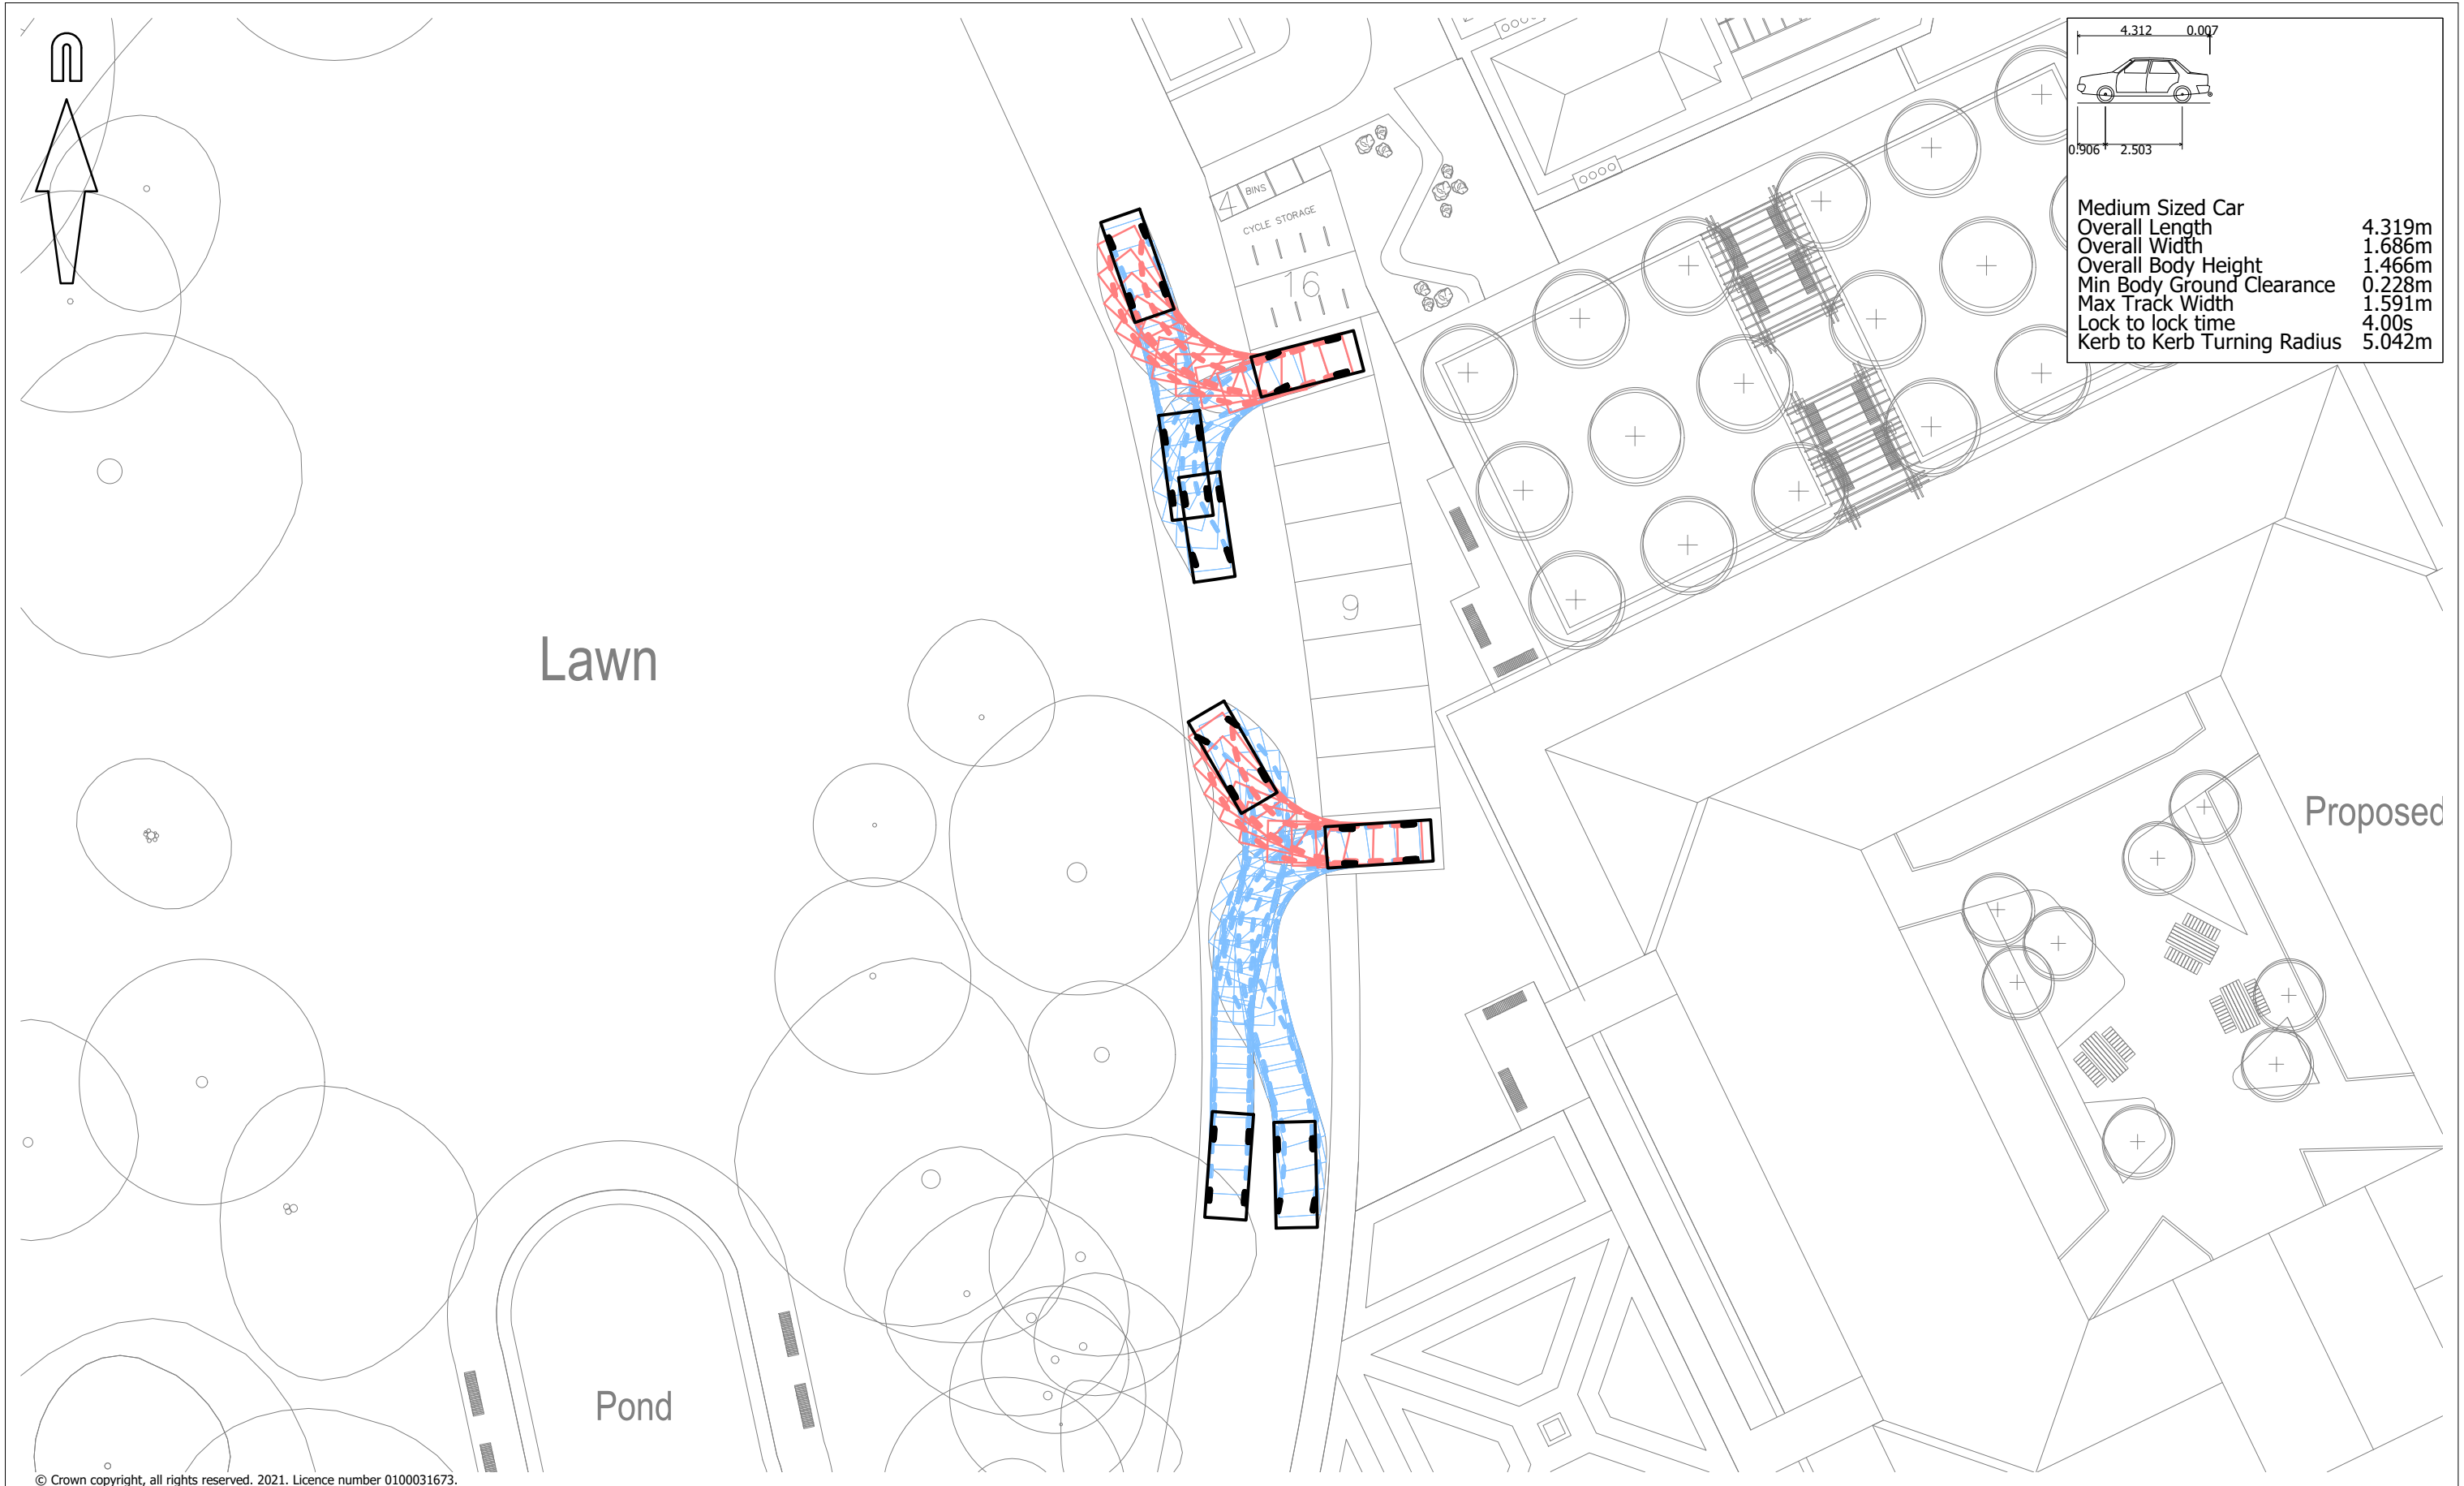 4.312 0.007
0.906 2.503
Medium Sized Car
Overall Length 4.319m
Overall Width 1.686m
Overall Body Height 1.466m
Min Body Ground Clearance 0.228m
Max Track Width 1.591m
Lock to lock time 4.00s
Kerb to Kerb Turning Radius 5.042m
4 BINS
CYCLE STORAGE
16
9
Lawn
Proposed
Pond
© Crown copyright, all rights reserved. 2021. Licence number 0100031673.